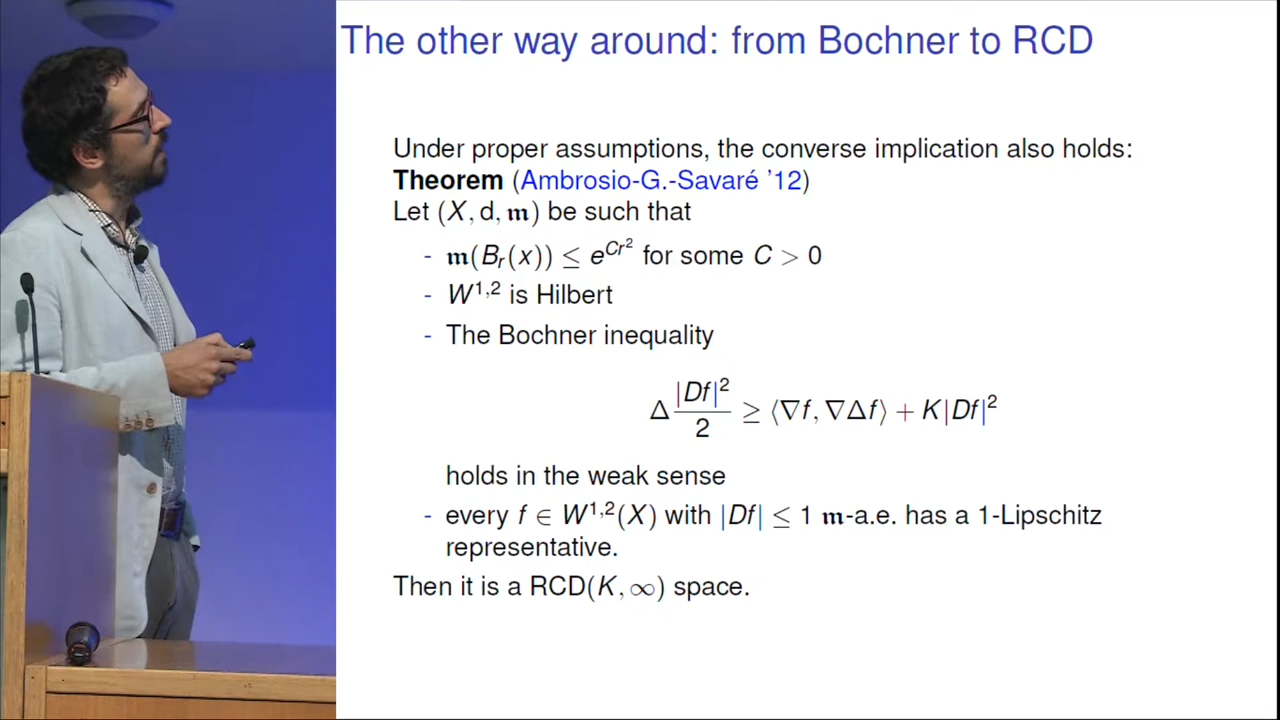 The other way around: from Bochner to RCD
Under proper assumptions, the converse implication also holds:
Theorem (Ambrosio-G.-Savaré '12)
Let (X, d, 𝔪) be such that
- 𝔪(Bᵣ(x)) ≤ e^{Cr²} for some C > 0
- W^{1,2} is Hilbert
- The Bochner inequality
Δ |Df|²/2 ≥ ⟨∇f, ∇Δf⟩ + K|Df|²
holds in the weak sense
- every f ∈ W^{1,2}(X) with |Df| ≤ 1 𝔪-a.e. has a 1-Lipschitz
representative.
Then it is a RCD(K, ∞) space.